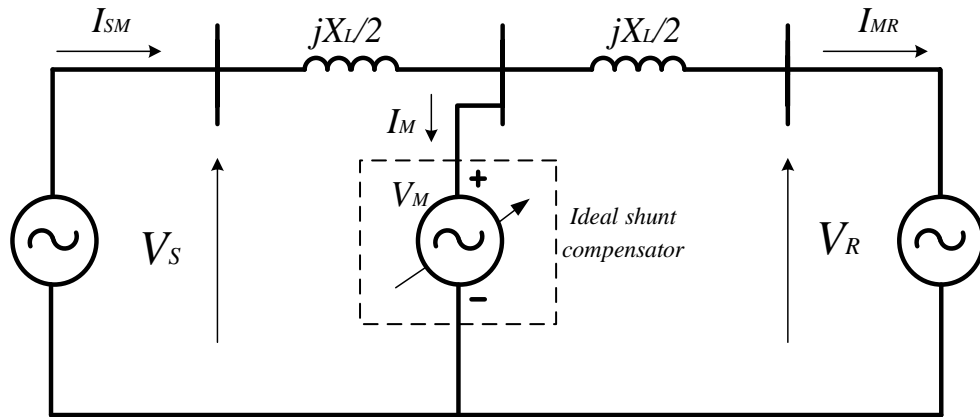 ISM
jXL/2
jXL/2
IMR
IM
VM
+
Ideal shunt
compensator
VS
VR
−